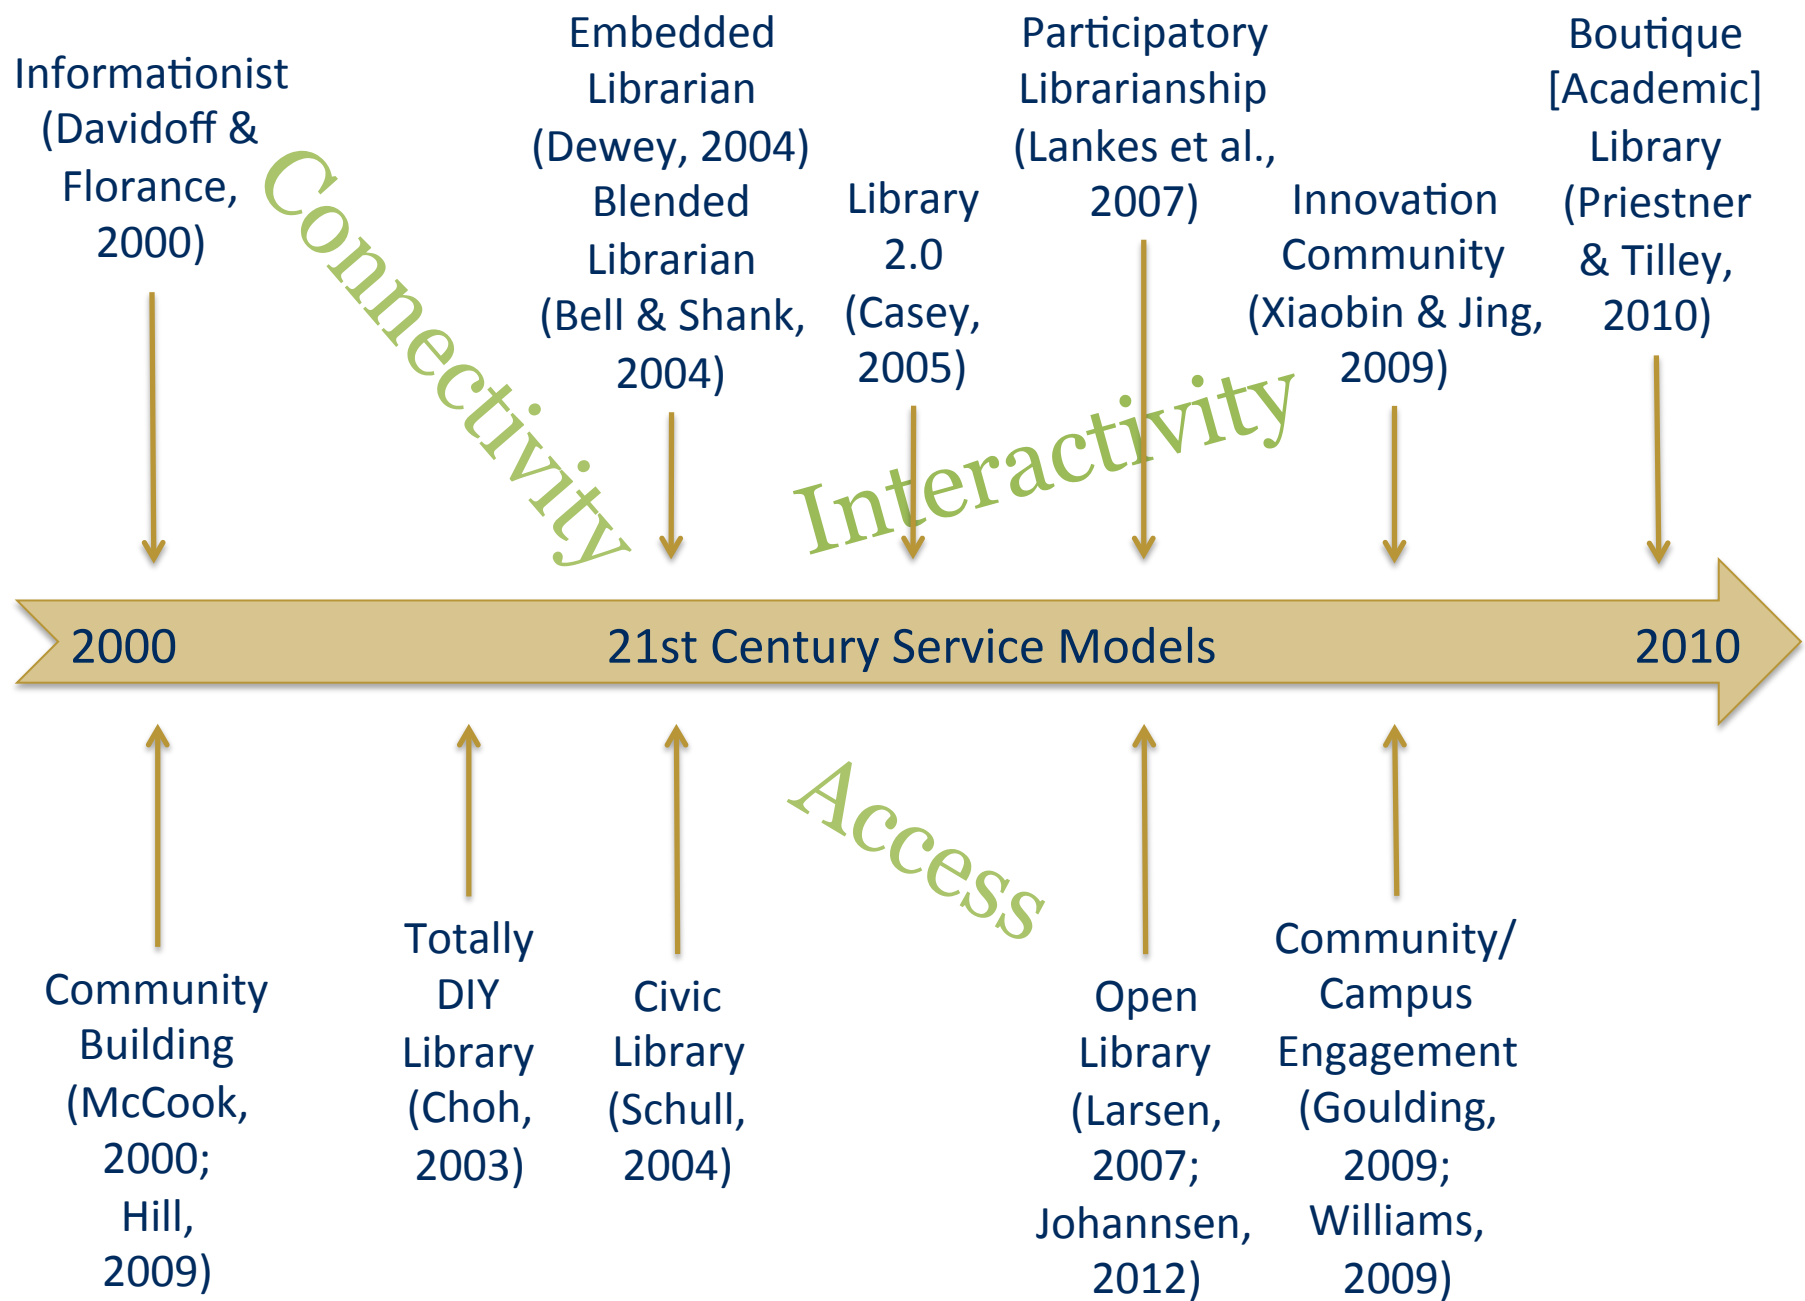 Informationist
(Davidoff &
Florance,
2000)
Embedded
Librarian
(Dewey, 2004)
Blended
Librarian
(Bell & Shank,
2004)
Library
2.0
(Casey,
2005)
Participatory
Librarianship
(Lankes et al.,
2007)
Innovation
Community
(Xiaobin & Jing,
2009)
Boutique
[Academic]
Library
(Priestner
& Tilley,
2010)
Connectivity
Interactivity
2000
21st Century Service Models
2010
Access
Community
Building
(McCook,
2000;
Hill,
2009)
Totally
DIY
Library
(Choh,
2003)
Civic
Library
(Schull,
2004)
Open
Library
(Larsen,
2007;
Johannsen,
2012)
Community/
Campus
Engagement
(Goulding,
2009;
Williams,
2009)